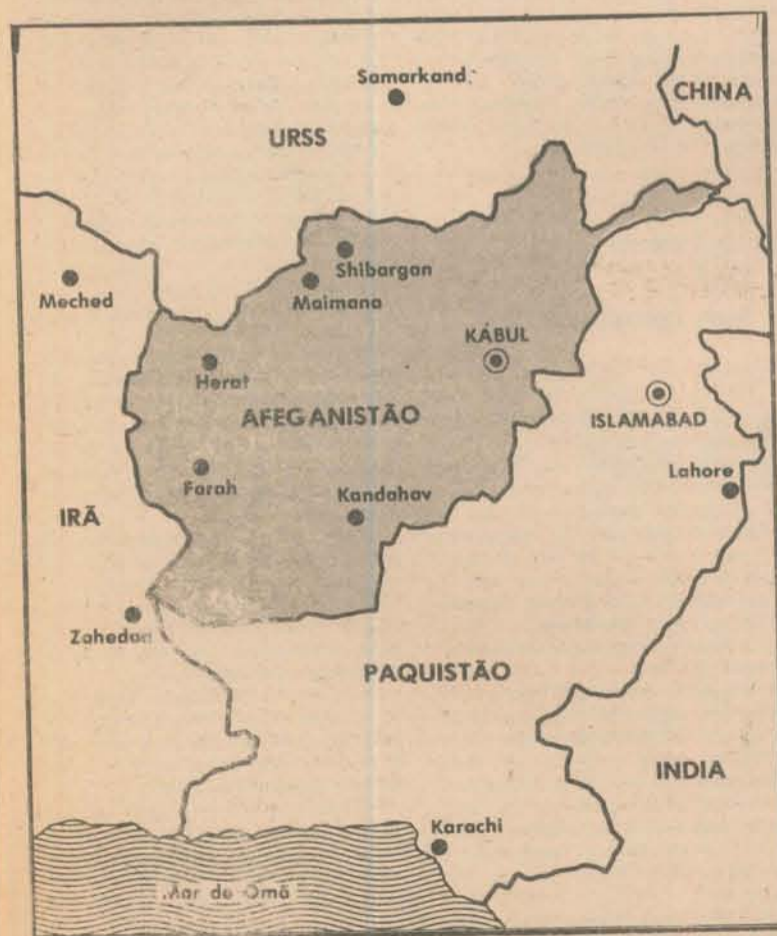 Samarkand
CHINA
URSS
Shibargan
Meched
Maimana
KÁBUL
Herat
ISLAMABAD
AFEGANISTÃO
Lahore
Farah
Kandahav
IRÃ
Zahedan
PAQUISTÃO
INDIA
Karachi
Mar de Omã